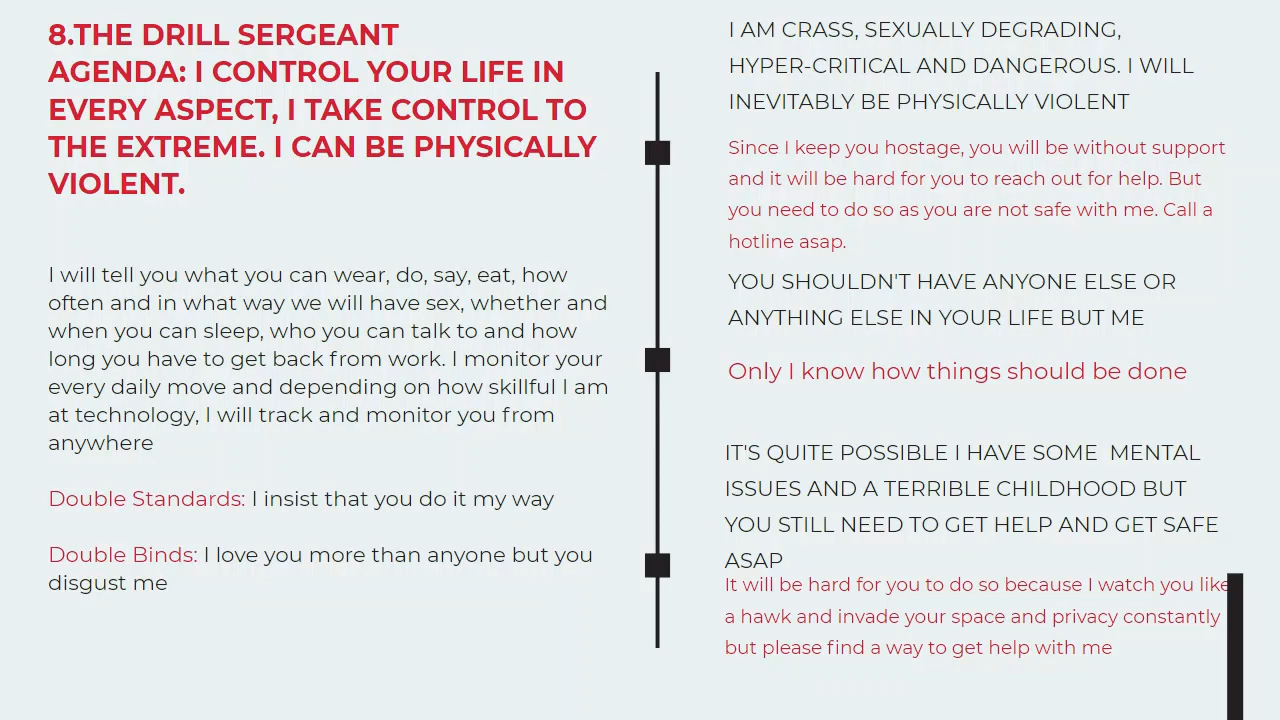 8.THE DRILL SERGEANT
AGENDA: I CONTROL YOUR LIFE IN
EVERY ASPECT, I TAKE CONTROL TO
THE EXTREME. I CAN BE PHYSICALLY
VIOLENT.
I will tell you what you can wear, do, say, eat, how
often and in what way we will have sex, whether and
when you can sleep, who you can talk to and how
long you have to get back from work. I monitor your
every daily move and depending on how skillful I am
at technology, I will track and monitor you from
anywhere
Double Standards: I insist that you do it my way
Double Binds: I love you more than anyone but you
disgust me
I AM CRASS, SEXUALLY DEGRADING,
HYPER-CRITICAL AND DANGEROUS. I WILL
INEVITABLY BE PHYSICALLY VIOLENT
Since I keep you hostage, you will be without support
and it will be hard for you to reach out for help. But
you need to do so as you are not safe with me. Call a
hotline asap.
YOU SHOULDN'T HAVE ANYONE ELSE OR
ANYTHING ELSE IN YOUR LIFE BUT ME
Only I know how things should be done
IT'S QUITE POSSIBLE I HAVE SOME  MENTAL
ISSUES AND A TERRIBLE CHILDHOOD BUT
YOU STILL NEED TO GET HELP AND GET SAFE
ASAP
It will be hard for you to do so because I watch you like
a hawk and invade your space and privacy constantly
but please find a way to get help with me